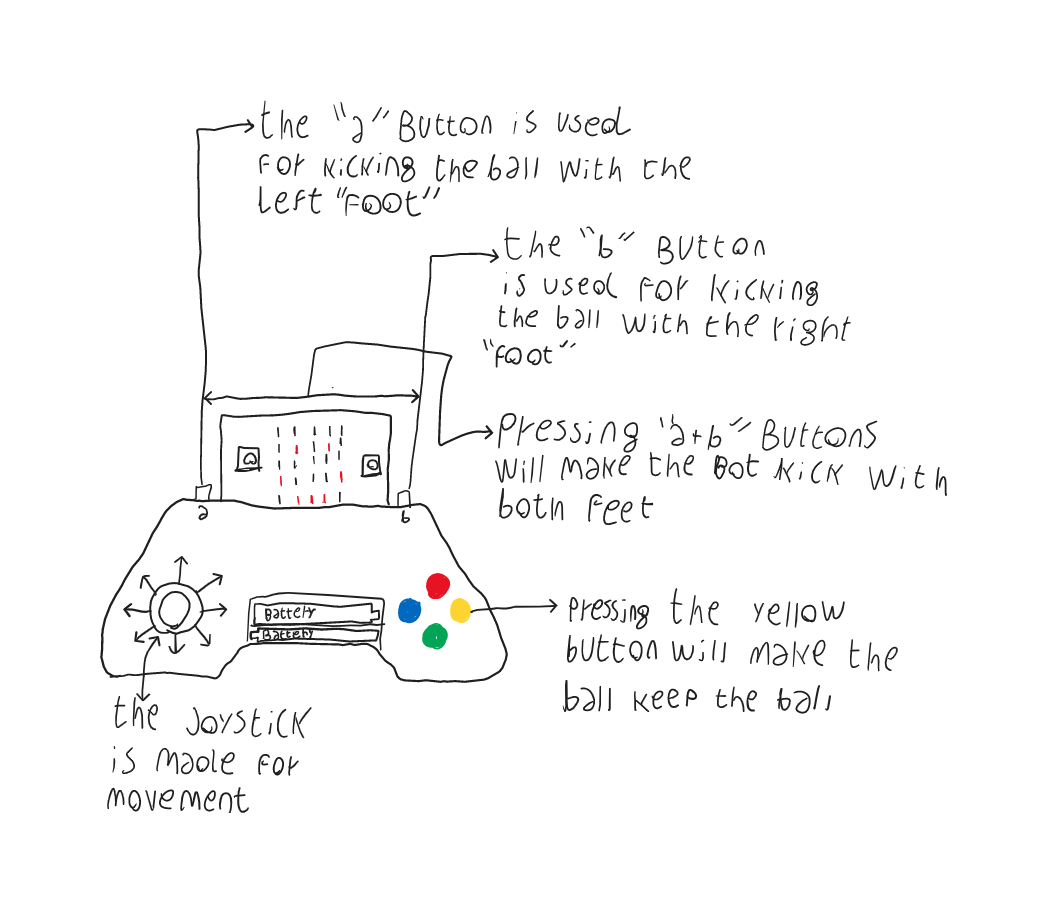 the "a" Button is used
for kicking the ball with the
left "foot"
the "b" Button
is used for kicking
the ball with the right
"foot"
Pressing "a+b" Buttons
will make the Bot kick with
both feet
a
b
Battery
Battery
Pressing the yellow
button will make the
ball keep the ball
the Joystick
is made for
movement